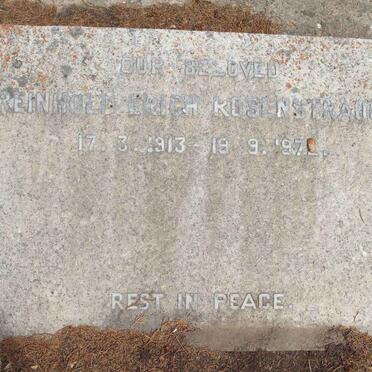 OUR BELOVED
REINHOLD ERICH
17. 3. 1913 - 18 9.
REST IN PEACE.